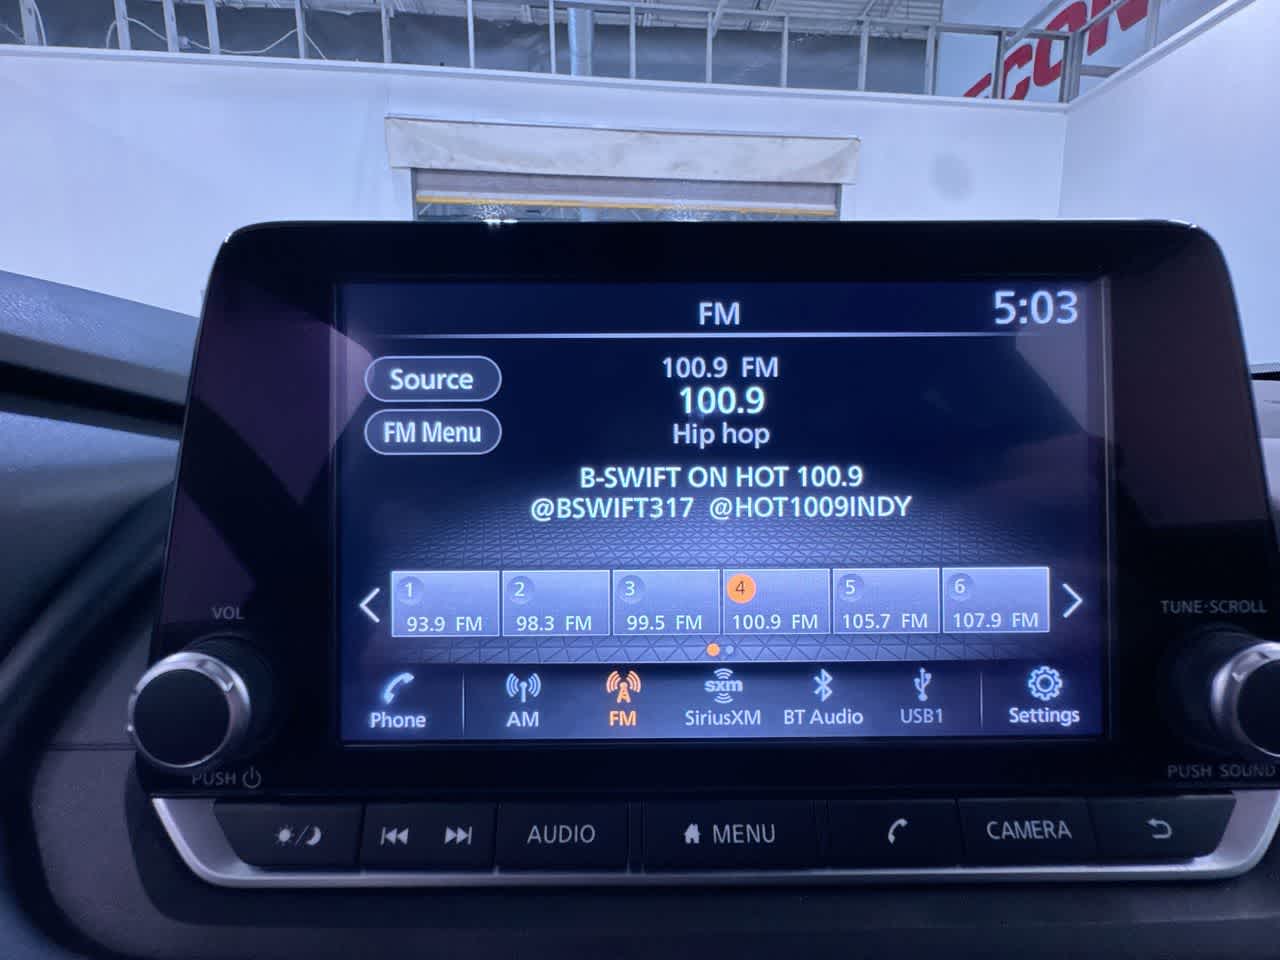 FM
5:03
Source
100.9 FM
100.9
FM Menu
Hip hop
B-SWIFT ON HOT 100.9
@BSWIFT317 @HOT1009INDY
1 2 3 4 5 6
93.9 FM 98.3 FM 99.5 FM 100.9 FM 105.7 FM 107.9 FM
VOL
TUNE·SCROLL
sxm
Phone AM FM SiriusXM BT Audio USB1 Settings
PUSH
PUSH SOUND
AUDIO MENU CAMERA